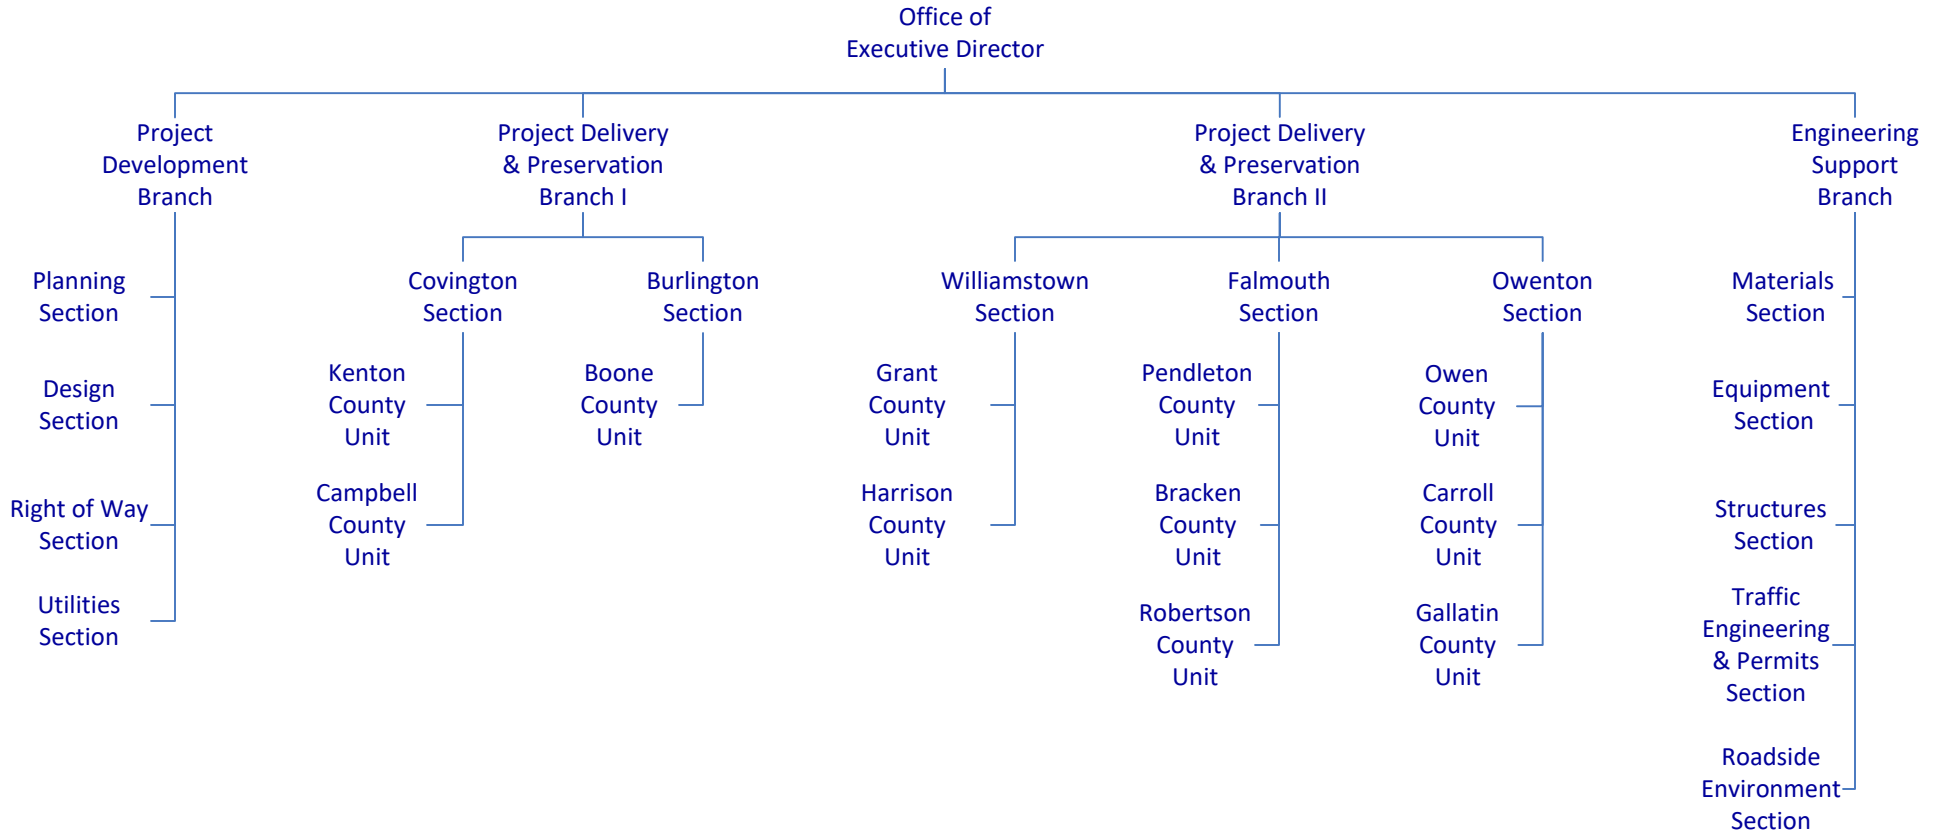 Office of
Executive Director
Project
Development
Branch
Project Delivery
& Preservation
Branch I
Project Delivery
& Preservation
Branch II
Engineering
Support
Branch
Planning
Section
Design
Section
Right of Way
Section
Utilities
Section
Covington
Section
Kenton
County
Unit
Campbell
County
Unit
Burlington
Section
Boone
County
Unit
Williamstown
Section
Grant
County
Unit
Harrison
County
Unit
Falmouth
Section
Pendleton
County
Unit
Bracken
County
Unit
Robertson
County
Unit
Owenton
Section
Owen
County
Unit
Carroll
County
Unit
Gallatin
County
Unit
Materials
Section
Equipment
Section
Structures
Section
Traffic
Engineering
& Permits
Section
Roadside
Environment
Section